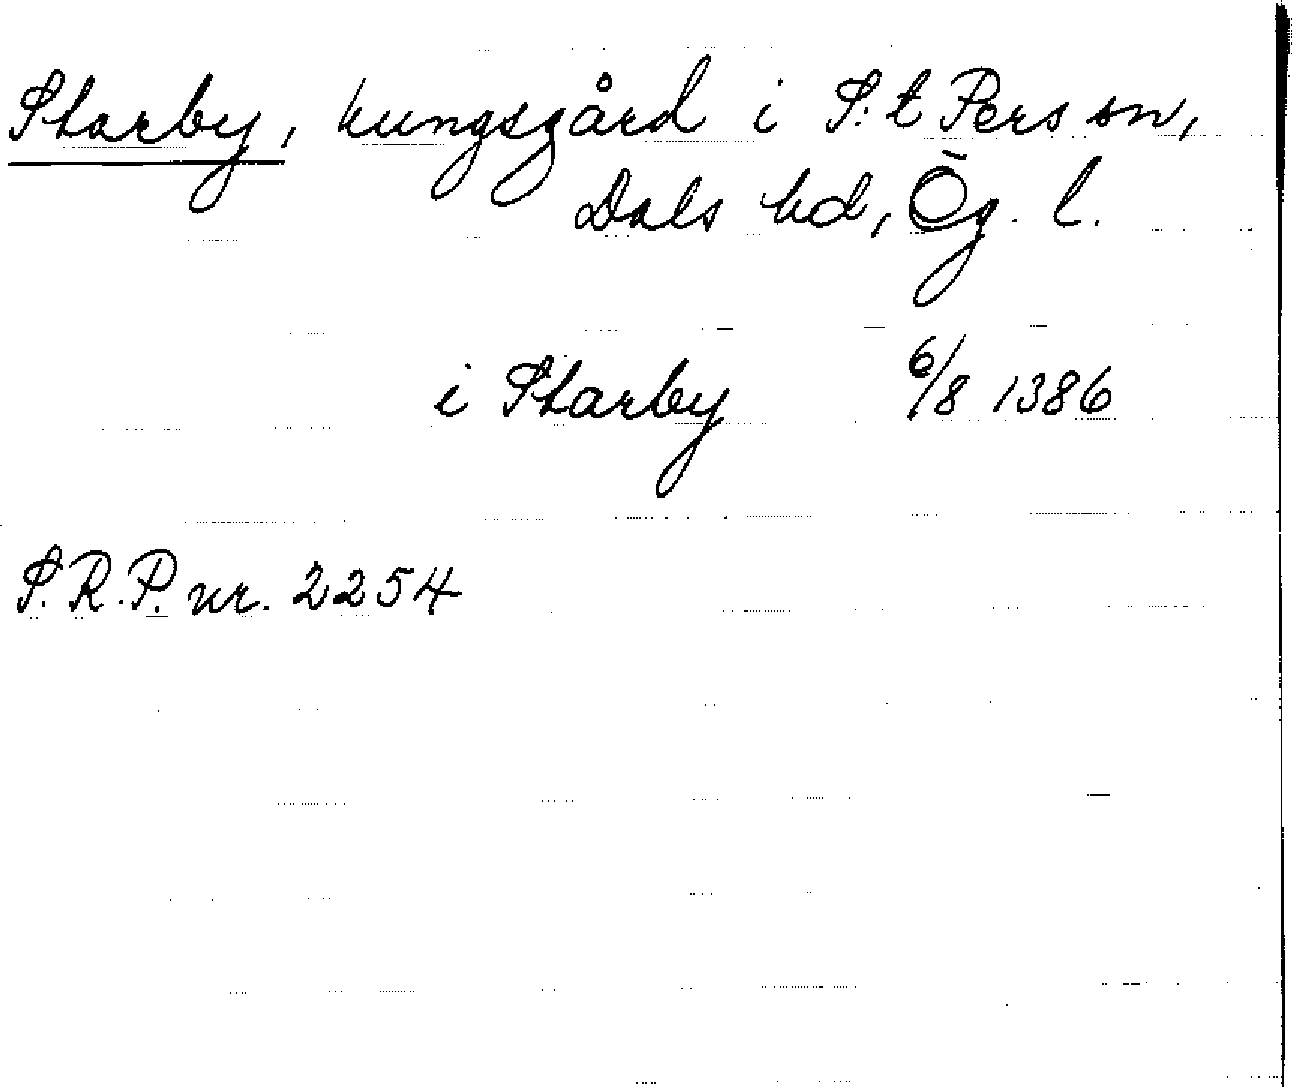 Starby, kungsgård i S:t Pers sn,
Dals hd, Ög. l.
i Starby 6/8 1386
S.R.P. nr. 2254